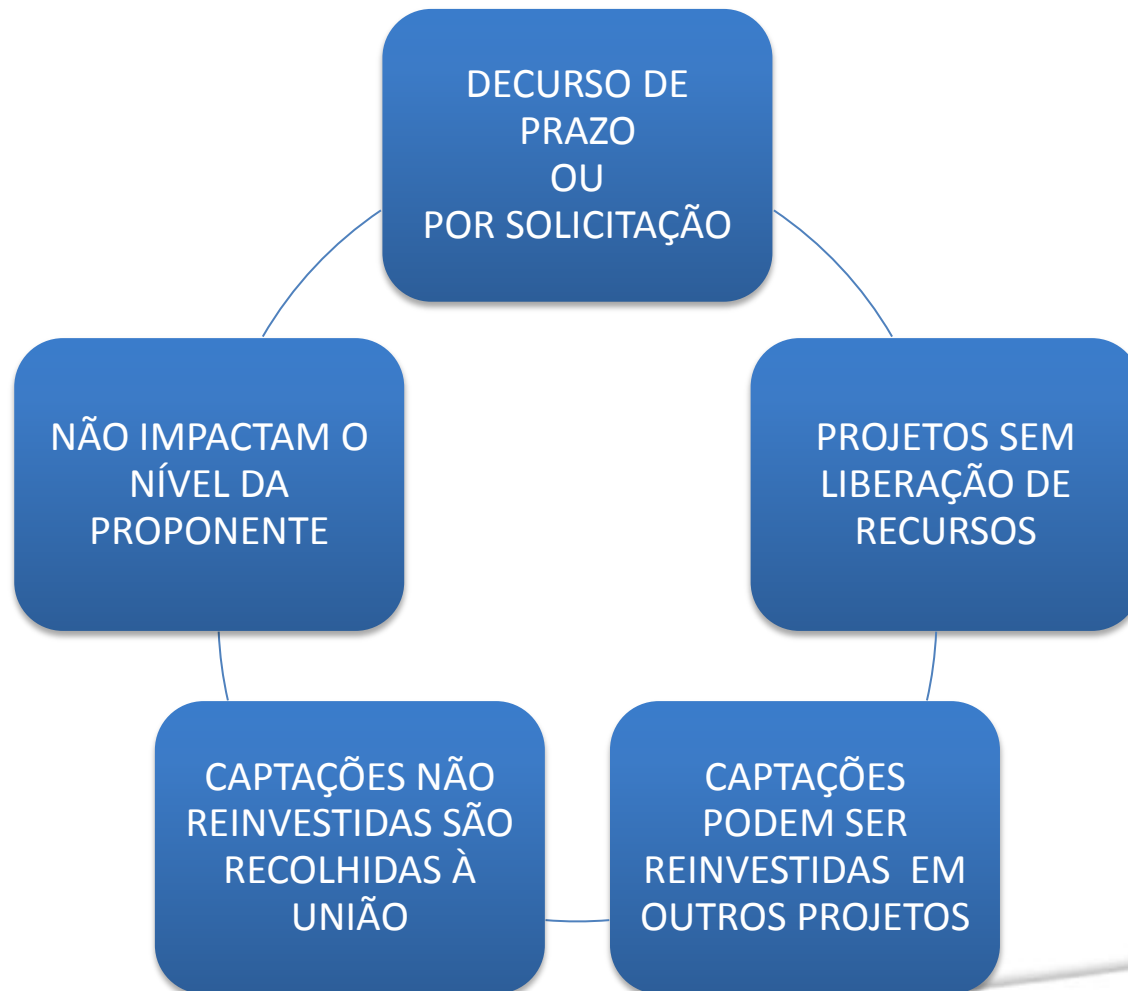 DECURSO DE
PRAZO
OU
POR SOLICITAÇÃO
PROJETOS SEM
LIBERAÇÃO DE
RECURSOS
CAPTAÇÕES
PODEM SER
REINVESTIDAS EM
OUTROS PROJETOS
CAPTAÇÕES NÃO
REINVESTIDAS SÃO
RECOLHIDAS À
UNIÃO
NÃO IMPACTAM O
NÍVEL DA
PROPONENTE